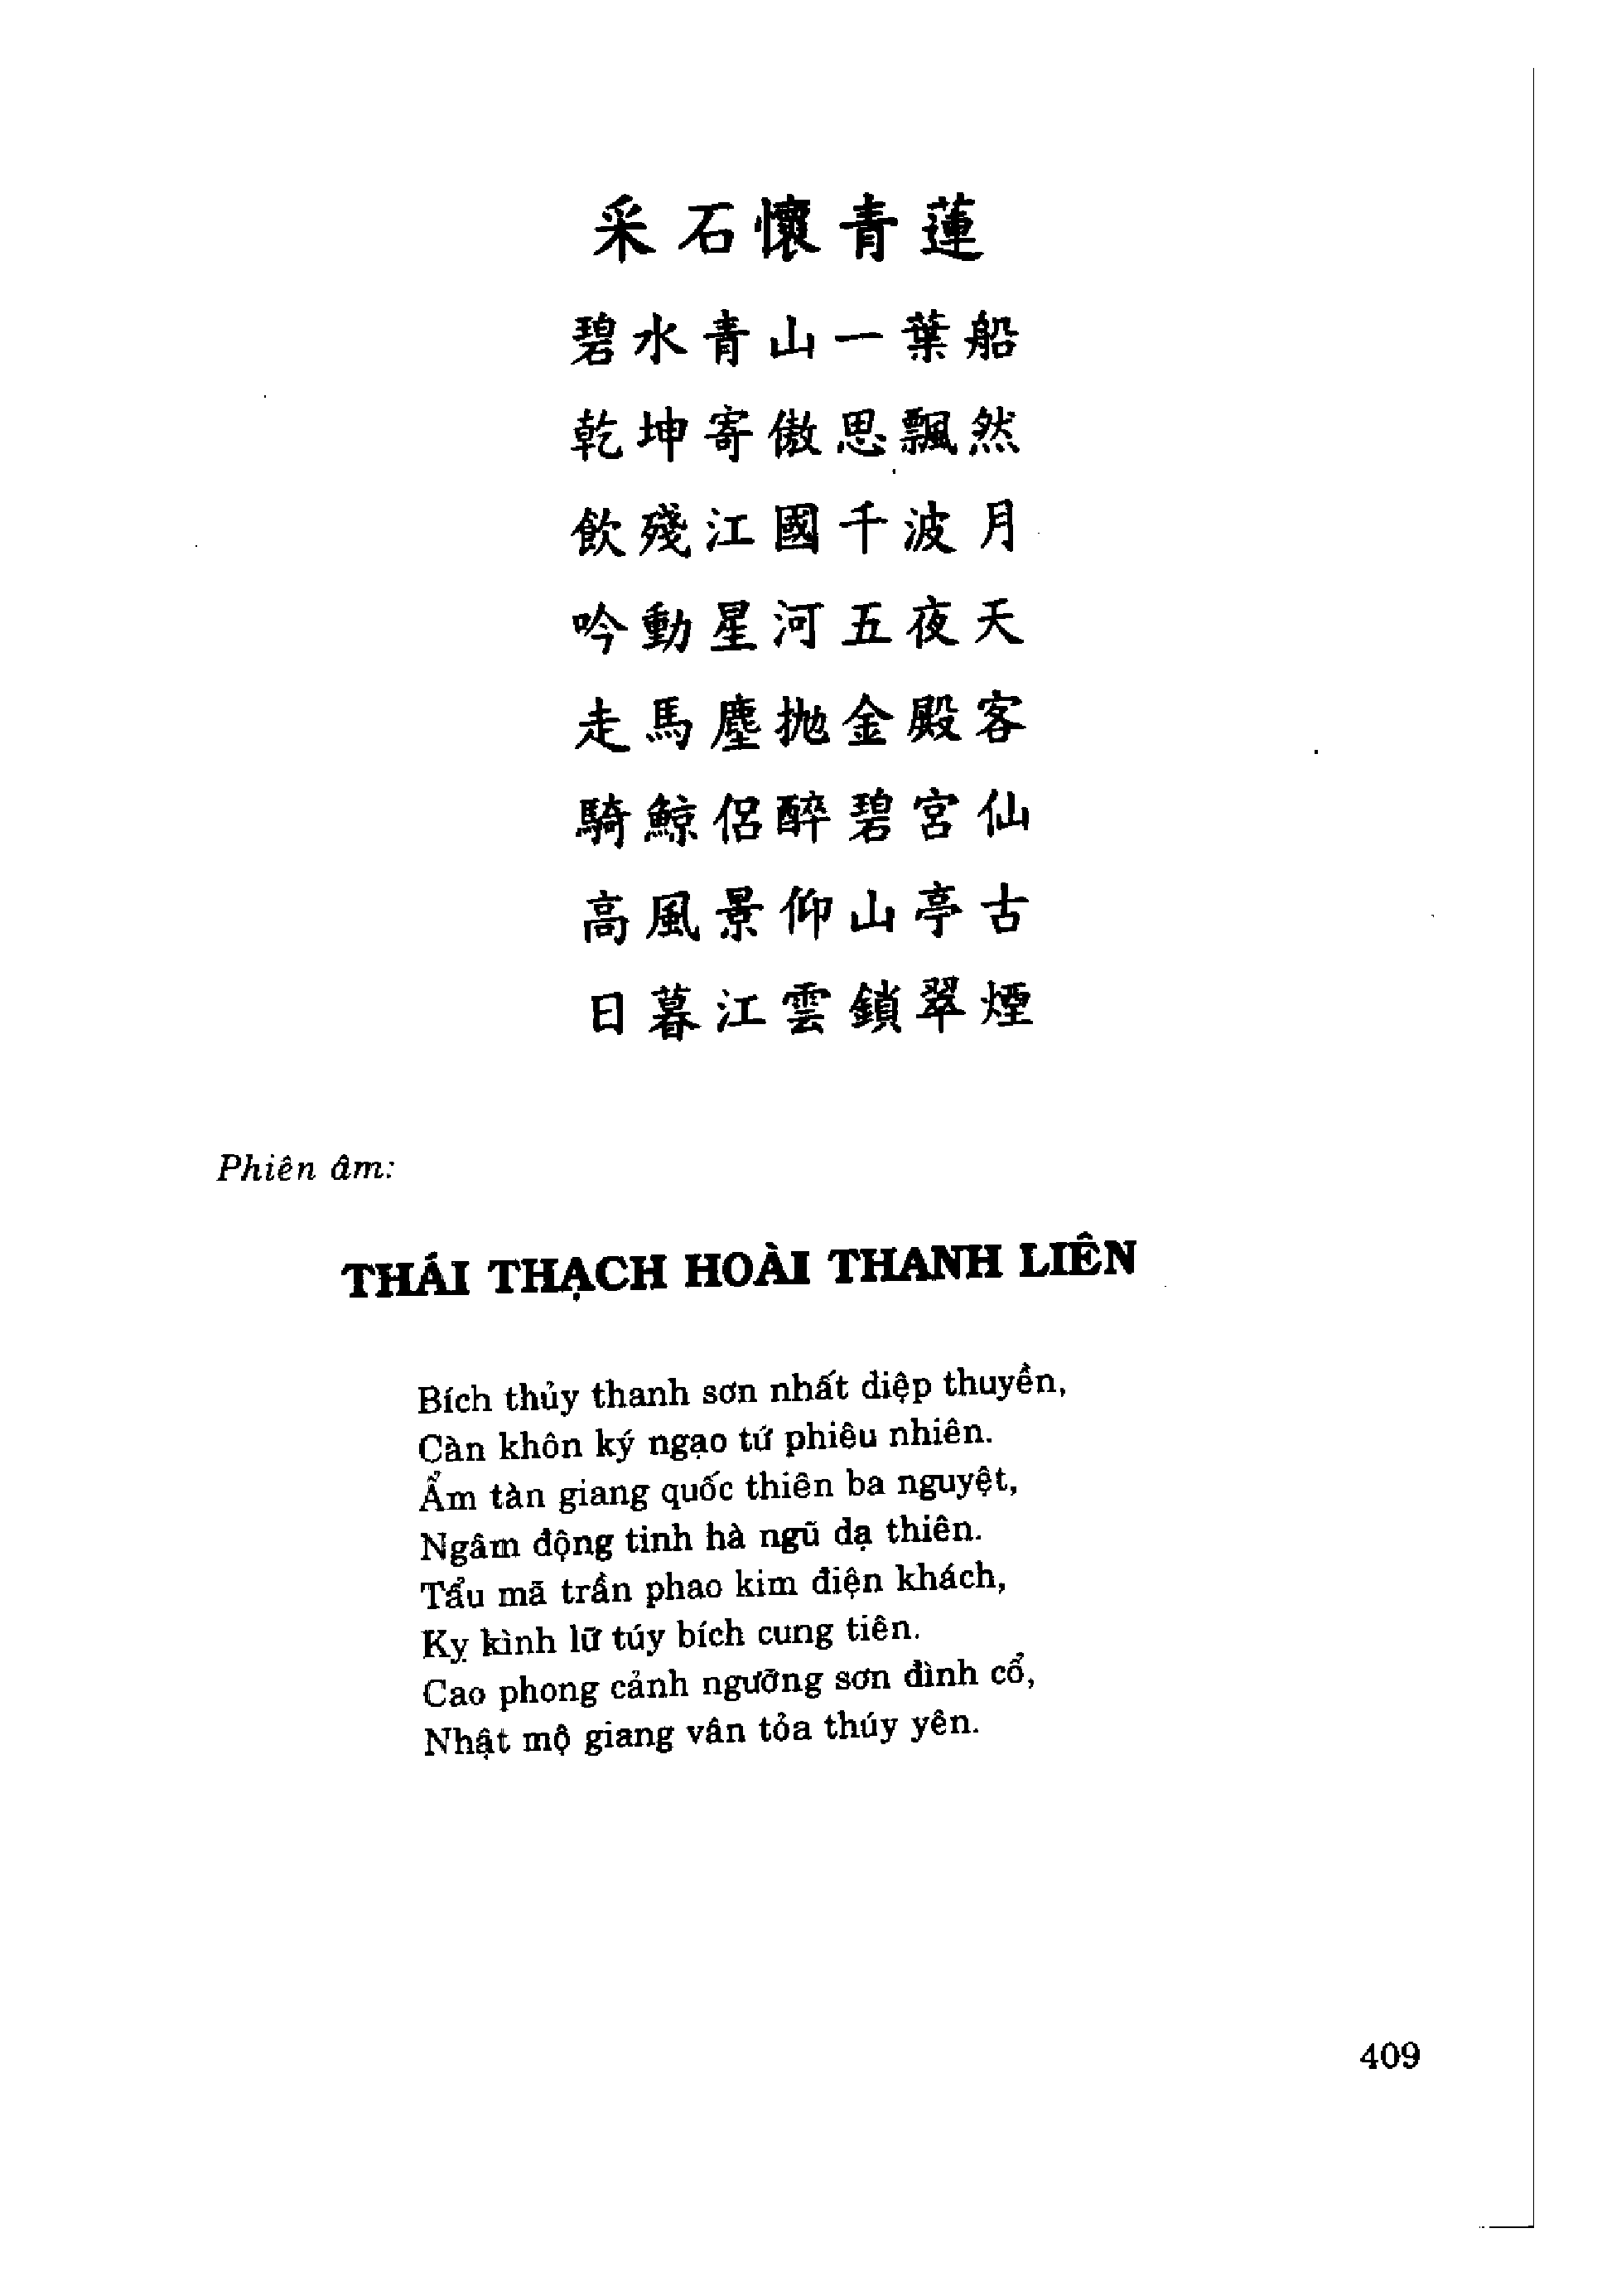 采石懷青蓮
碧水青山一葉船
乾坤寄傲思飄然
飲殘江國千波月
吟動星河五夜天
走馬塵抛金殿客
騎鯨侶醉碧宮仙
高風景仰山亭古
日暮江雲鎖翠煙
Phiên âm:
THÁI THẠCH HOÀI THANH LIÊN
Bích thủy thanh sơn nhất diệp thuyền,
Càn khôn ký ngạo tứ phiêu nhiên.
Ẩm tàn giang quốc thiên ba nguyệt,
Ngâm động tinh hà ngũ dạ thiên.
Tẩu mã trần phao kim điện khách,
Kỵ kình lữ túy bích cung tiên.
Cao phong cảnh ngưỡng sơn đình cổ,
Nhật mộ giang vân tỏa thúy yên.
409